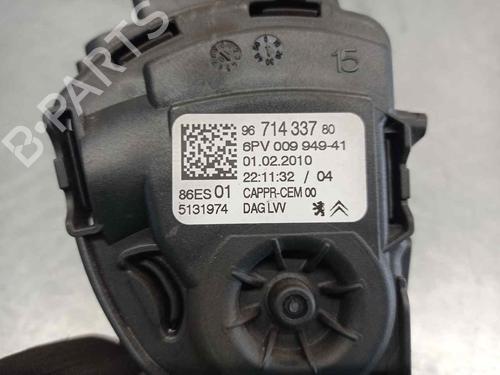 15
96 714 337 80
6PV 009 949-41
01.02.2010
22:11:32 / 04
86ES 01 CAPPR-CEM 00
5131974 DAG LVV
B-PARTS